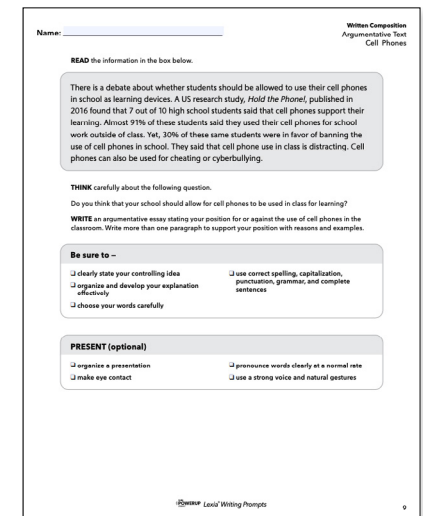 Written Composition
Argumentative Text
Cell Phones
Name:
READ the information in the box below.
There is a debate about whether students should be allowed to use their cell phones
in school as learning devices. A US research study, Hold the Phone!, published in
2016 found that 7 out of 10 high school students said that cell phones support their
learning. Almost 91% of these students said they used their cell phones for school
work outside of class. Yet, 30% of these same students were in favor of banning the
use of cell phones in school. They said that cell phone use in class is distracting. Cell
phones can also be used for cheating or cyberbullying.
THINK carefully about the following question.
Do you think that your school should allow for cell phones to be used in class for learning?
WRITE an argumentative essay stating your position for or against the use of cell phones in the
classroom. Write more than one paragraph to support your position with reasons and examples.
Be sure to –
❑ clearly state your controlling idea
❑ organize and develop your explanation
effectively
❑ choose your words carefully
❑ use correct spelling, capitalization,
punctuation, grammar, and complete
sentences
PRESENT (optional)
❑ organize a presentation
❑ make eye contact
❑ pronounce words clearly at a normal rate
❑ use a strong voice and natural gestures
POWERUP Lexia® Writing Prompts
9